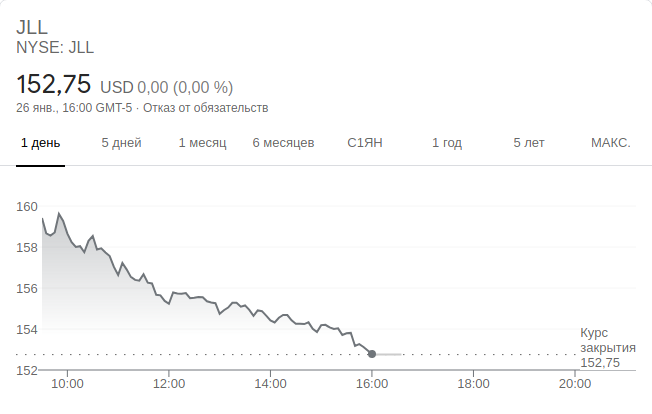 JLL
NYSE: JLL
152,75 USD 0,00 (0,00 %)
26 янв., 16:00 GMT-5 · Отказ от обязательств
1 день 5 дней 1 месяц 6 месяцев С1ЯН 1 год 5 лет МАКС.
160
158
156
154
Курс
закрытия
152,75
152
10:00 12:00 14:00 16:00 18:00 20:00